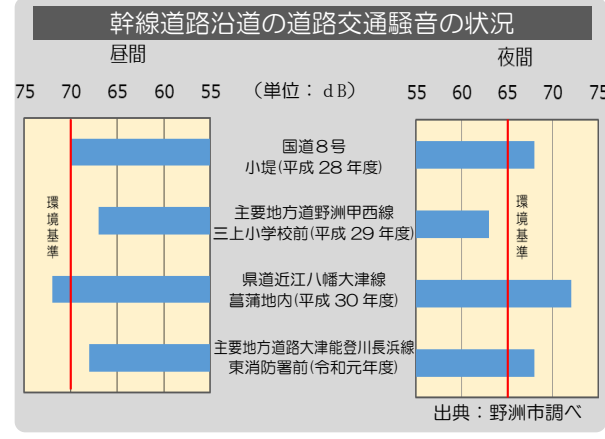 幹線道路沿道の道路交通騒音の状況
昼間
夜間
75 70 65 60 55 （単位：dB） 55 60 65 70 75
環境基準
国道8号
小堤(平成 28 年度)
主要地方道野洲甲西線
三上小学校前(平成 29 年度)
県道近江八幡大津線
菖蒲地内(平成 30 年度)
主要地方道路大津能登川長浜線
東消防署前(令和元年度)
環境基準
出典：野洲市調べ